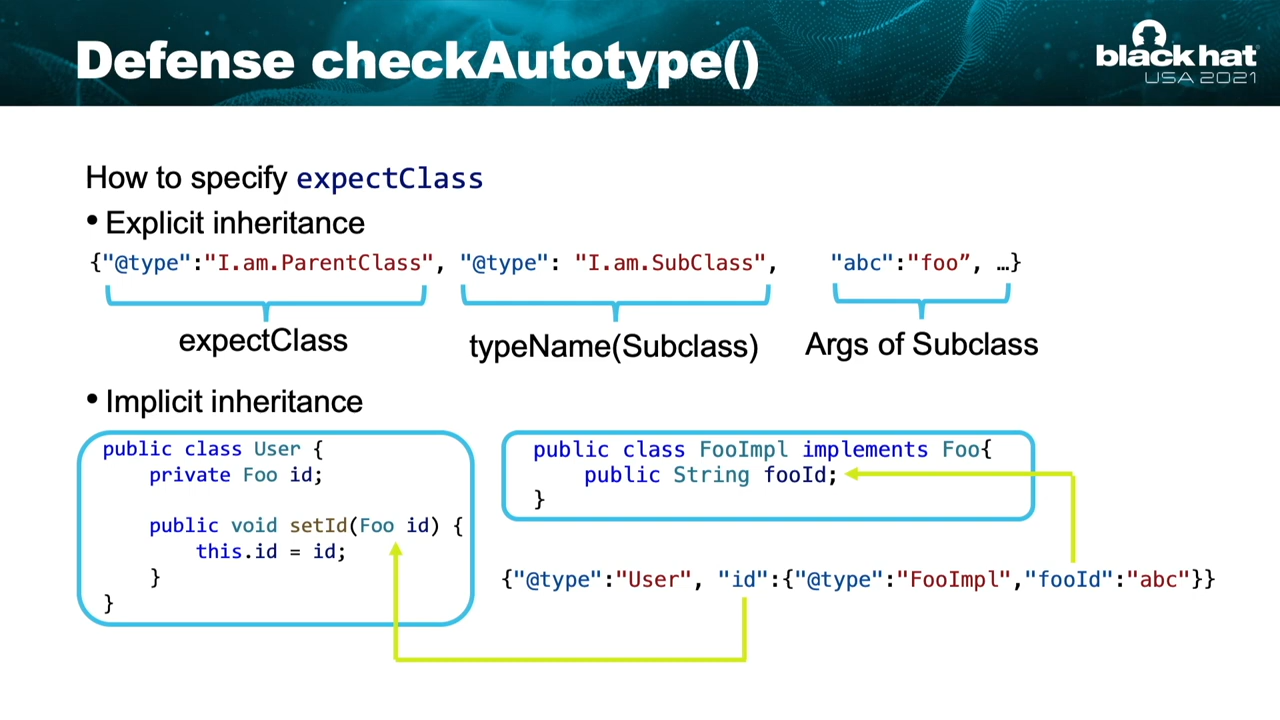 Defense checkAutotype()
black hat
USA 2021
How to specify expectClass
• Explicit inheritance
{"@type":"I.am.ParentClass", "@type": "I.am.SubClass", "abc":"foo”, …}
expectClass
typeName(Subclass)
Args of Subclass
• Implicit inheritance
public class User {
private Foo id;
public void setId(Foo id) {
this.id = id;
}
}
public class FooImpl implements Foo{
public String fooId;
}
{"@type":"User", "id":{"@type":"FooImpl","fooId":"abc"}}